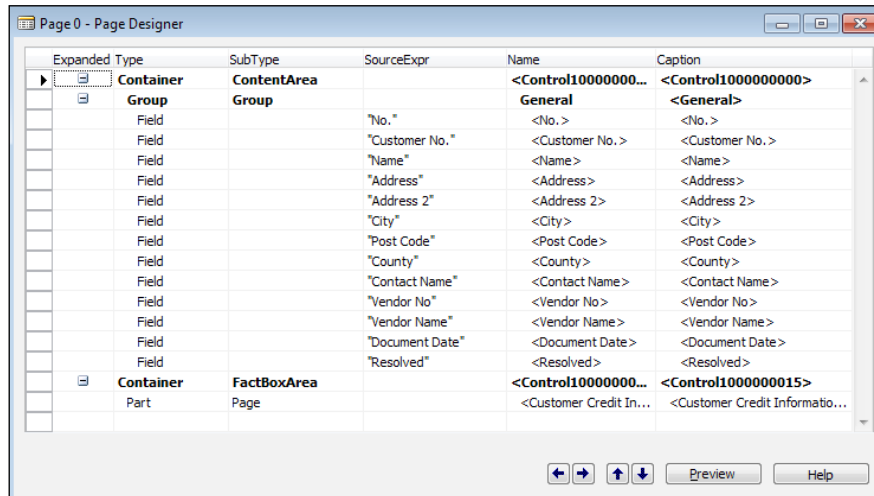 Page 0 - Page Designer
Expanded Type SubType SourceExpr Name Caption
Container ContentArea <Control10000000... <Control1000000000>
Group Group General <General>
Field "No." <No.> <No.>
Field "Customer No." <Customer No.> <Customer No.>
Field "Name" <Name> <Name>
Field "Address" <Address> <Address>
Field "Address 2" <Address 2> <Address 2>
Field "City" <City> <City>
Field "Post Code" <Post Code> <Post Code>
Field "County" <County> <County>
Field "Contact Name" <Contact Name> <Contact Name>
Field "Vendor No" <Vendor No> <Vendor No>
Field "Vendor Name" <Vendor Name> <Vendor Name>
Field "Document Date" <Document Date> <Document Date>
Field "Resolved" <Resolved> <Resolved>
Container FactBoxArea <Control10000000... <Control1000000015>
Part Page <Customer Credit In... <Customer Credit Informatio...
Preview Help